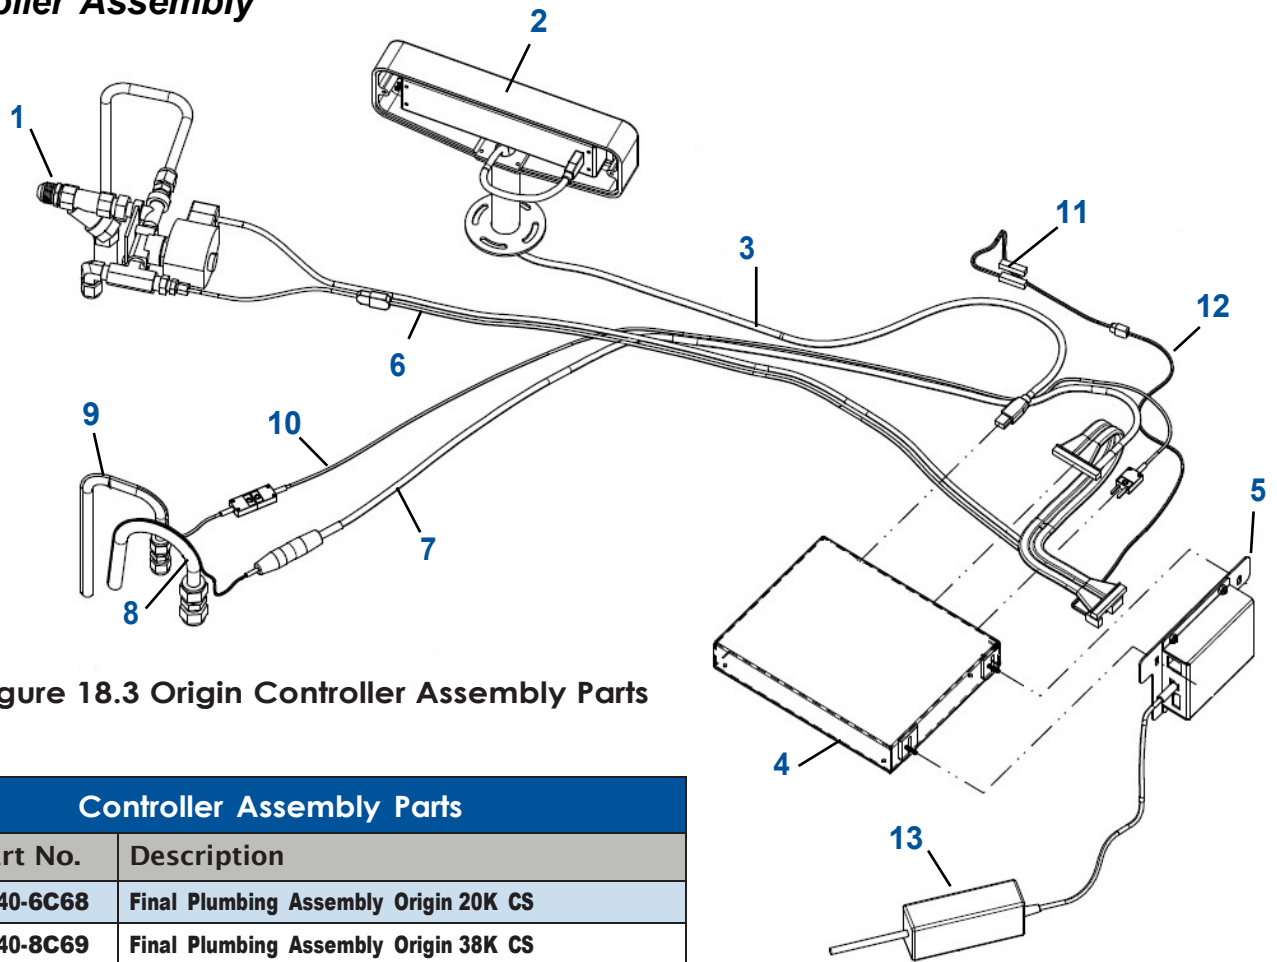 oller Assembly
2
1
11
3
12
6
9
10
5
7
8
gure 18.3 Origin Controller Assembly Parts
4
Controller Assembly Parts
rt No. Description
40-6C68 Final Plumbing Assembly Origin 20K CS
40-8C69 Final Plumbing Assembly Origin 38K CS
13